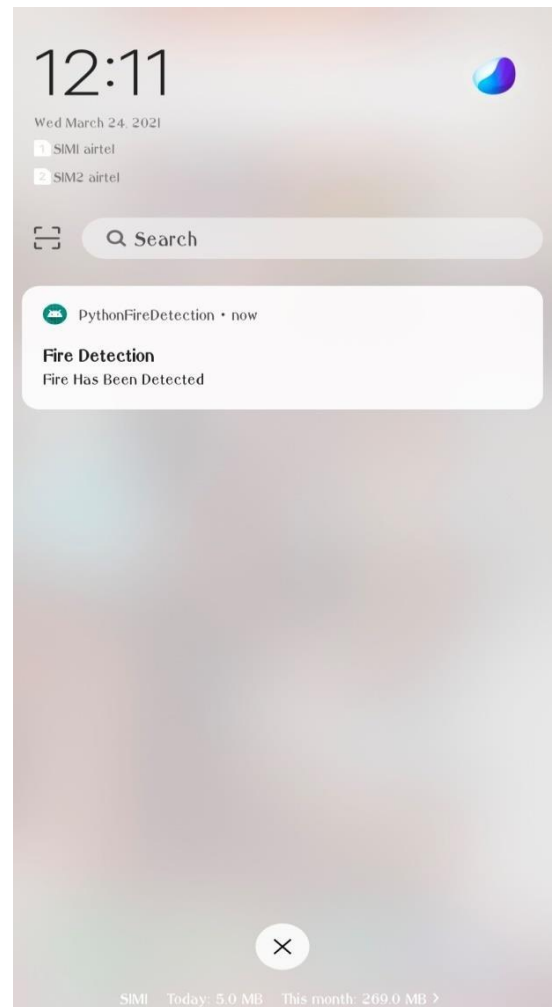 12:11
Wed March 24, 2021
1 SIM1 airtel
2 SIM2 airtel
Search
PythonFireDetection • now
Fire Detection
Fire Has Been Detected
SIM1 Today: 5.0 MB This month: 269.0 MB >